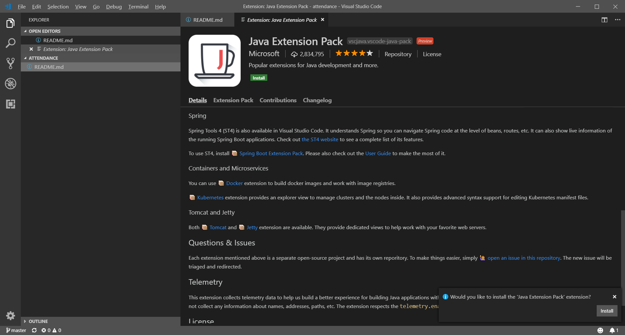 File Edit Selection View Go Debug Terminal Help
Extension: Java Extension Pack - attendance - Visual Studio Code
EXPLORER
OPEN EDITORS
README.md
Extension: Java Extension Pack
ATTENDANCE
README.md
OUTLINE
README.md
Extension: Java Extension Pack
Java Extension Pack vscjava.vscode-java-pack Preview
Microsoft 2,834,795 Repository License
Popular extensions for Java development and more.
Install
Details Extension Pack Contributions Changelog
Spring
Spring Tools 4 (ST4) is also available in Visual Studio Code. It understands Spring so you can navigate Spring code at the level of beans, routes, etc. It can also show live information of
the running Spring Boot applications. Check out the ST4 website to see a complete list of its features.
To use ST4, install Spring Boot Extension Pack. Please also check out the User Guide to make the most of it.
Containers and Microservices
You can use Docker extension to build docker images and work with image registries.
Kubernetes extension provides an explorer view to manage clusters and the nodes inside. It also provides advanced syntax support for editing Kubernetes manifest files.
Tomcat and Jetty
Both Tomcat and Jetty extension are available. They provide dedicated views to help work with your favorite web servers.
Questions & Issues
Each extension mentioned above is a separate open-source project and has its own repository. To make things easier, simply open an issue in this repository. The new issue will be
triaged and redirected.
Telemetry
This extension collects telemetry data to help us build a better experience for building Java applications
not collect any information about names, addresses, paths, etc. The extension respects the
License
Would you like to install the 'Java Extension Pack' extension?
Install
master 0 0
1